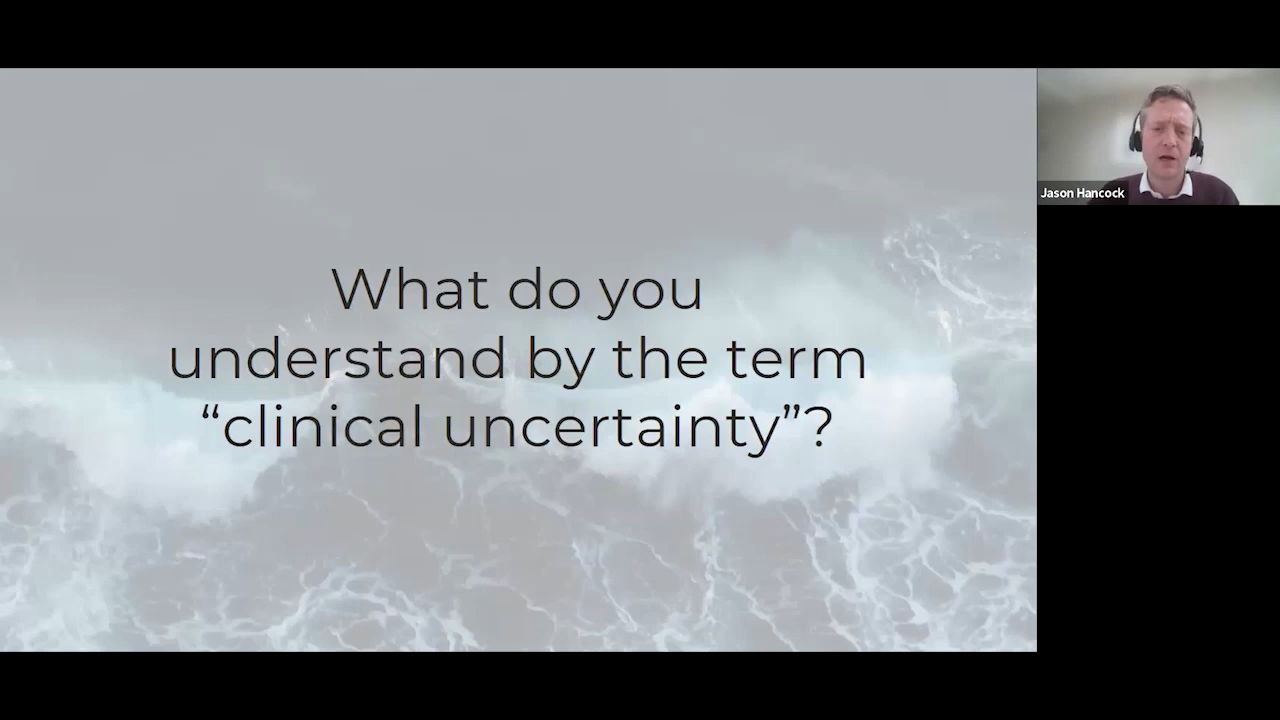 What do you
understand by the term
“clinical uncertainty”?
Jason Hancock